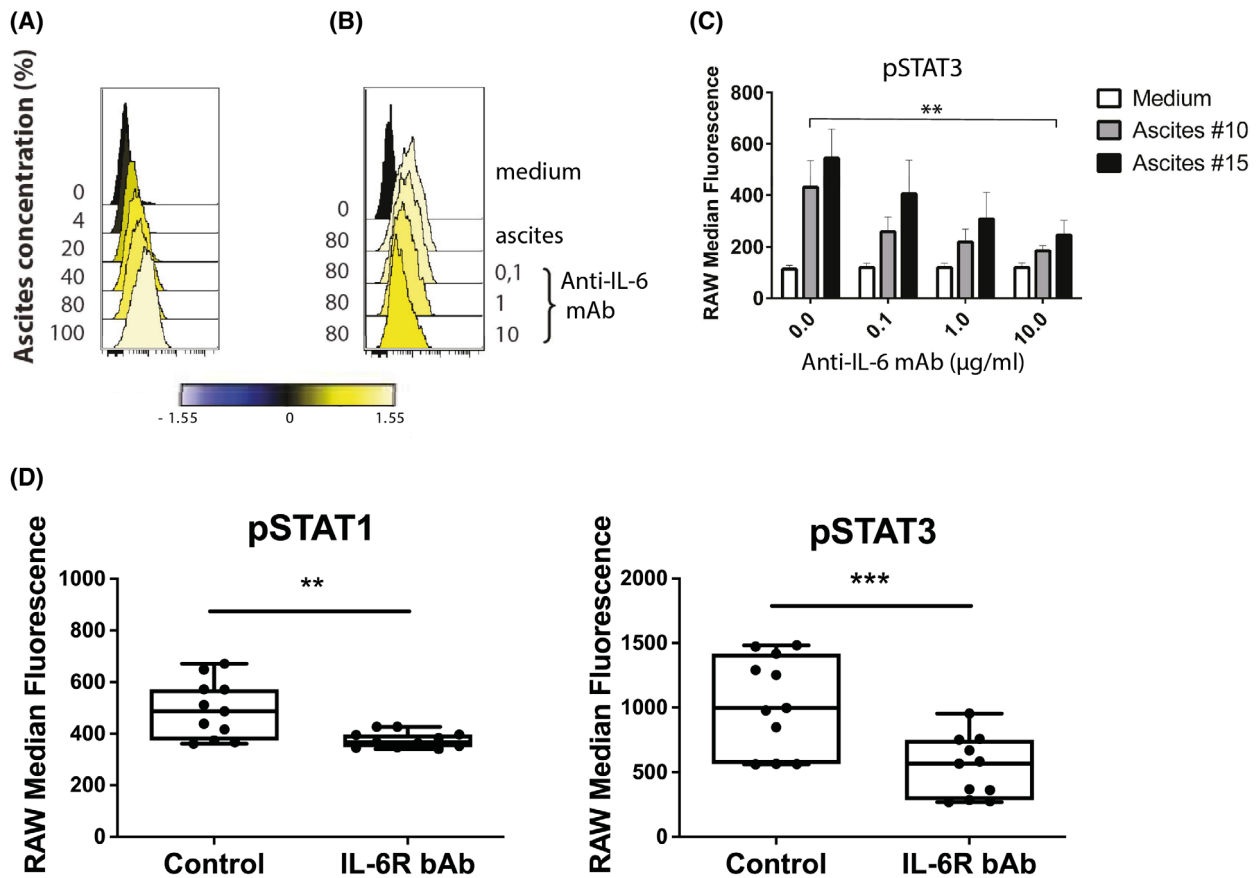 (A)
Ascites concentration (%)
0
4
20
40
80
100
(B)
0
80
80
80
80
medium
ascites
0,1
1
10
Anti-IL-6
mAb
- 1.55 0 1.55
(C)
pSTAT3
RAW Median Fluorescence
800
600
400
200
0
0.0 0.1 1.0 10.0
Anti-IL-6 mAb (µg/ml)
**
Medium
Ascites #10
Ascites #15
(D)
pSTAT1
RAW Median Fluorescence
**
1000
800
600
400
200
0
Control IL-6R bAb
pSTAT3
RAW Median Fluorescence
***
2000
1500
1000
500
0
Control IL-6R bAb